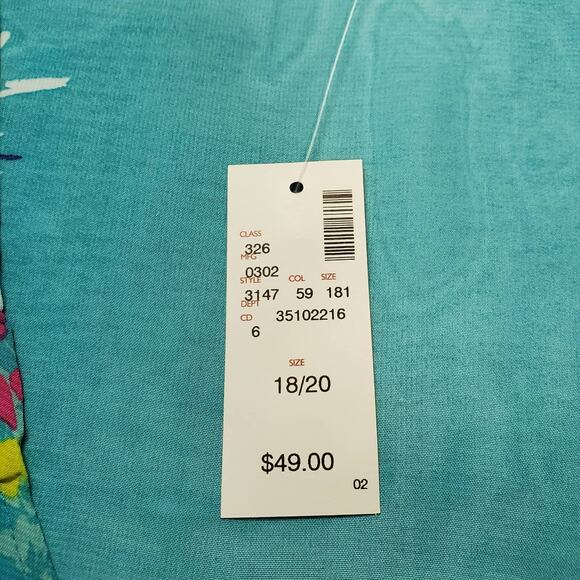 CLASS
326
MFG
0302
STYLE COL SIZE
3147 59 181
DEPT
CD 35102216
6
SIZE
18/20
$49.00
02